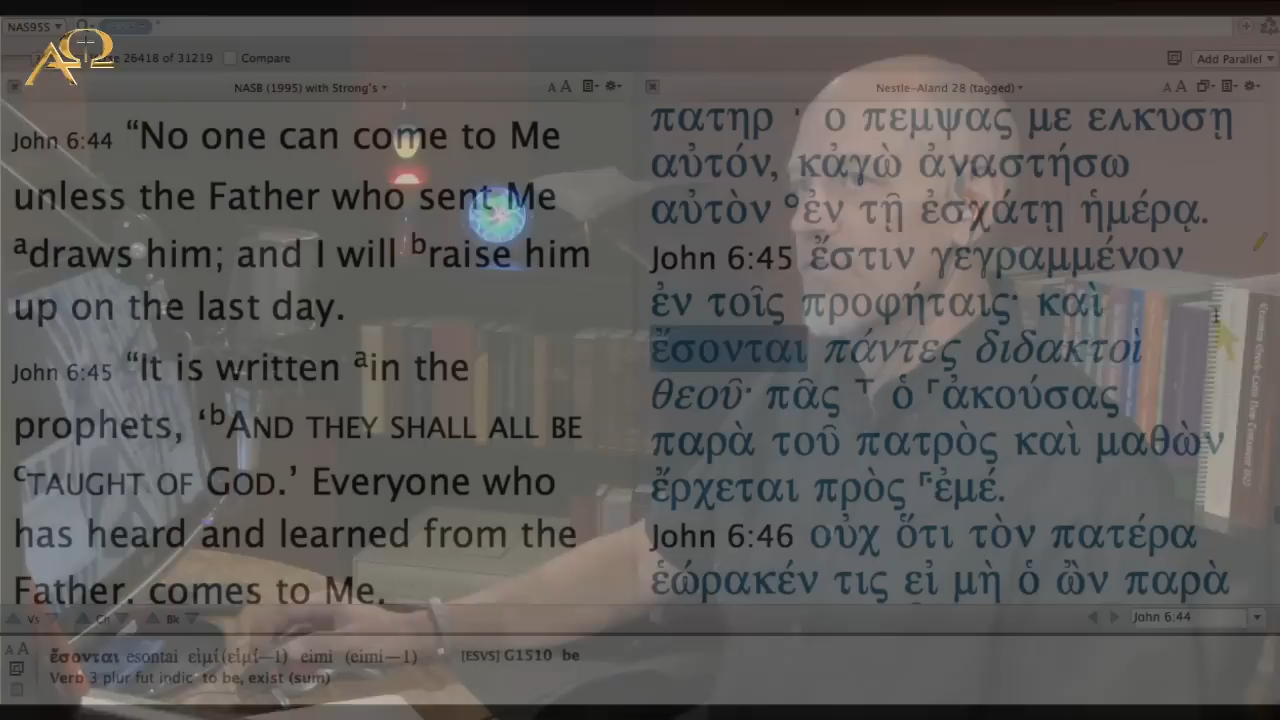 NAS95S
26418 of 31219 Compare
Add Parallel
NASB (1995) with Strong's
John 6:44 “No one can come to Me
unless the Father who sent Me
ᵃdraws him; and I will ᵇraise him
up on the last day.
John 6:45 “It is written ᵃin the
prophets, ‘ᵇAND THEY SHALL ALL BE
ᶜTAUGHT OF GOD.’ Everyone who
has heard and learned from the
Father, comes to Me.
Nestle-Aland 28 (tagged)
πατηρ · ὁ πεμψας με ελκυσῃ
αὐτόν, κἀγὼ ἀναστήσω
αὐτὸν °ἐν τῇ ἐσχάτῃ ἡμέρᾳ.
John 6:45 ἔστιν γεγραμμένον
ἐν τοῖς προφήταις· καὶ
ἔσονται πάντες διδακτοὶ
θεοῦ· πᾶς ⸆ ὁ ⸀ἀκούσας
παρὰ τοῦ πατρὸς καὶ μαθὼν
ἔρχεται πρὸς ⸀ἐμέ.
John 6:46 οὐχ ὅτι τὸν πατέρα
ἑώρακέν τις εἰ μὴ ὁ ὢν παρὰ
Vs Ch Bk
John 6:44
ἔσονται esontai εἰμί (εἰμί—1) eimi (eimi—1) [ESVS] G1510 be
Verb 3 plur fut indic to be, exist (sum)
ΑΩ